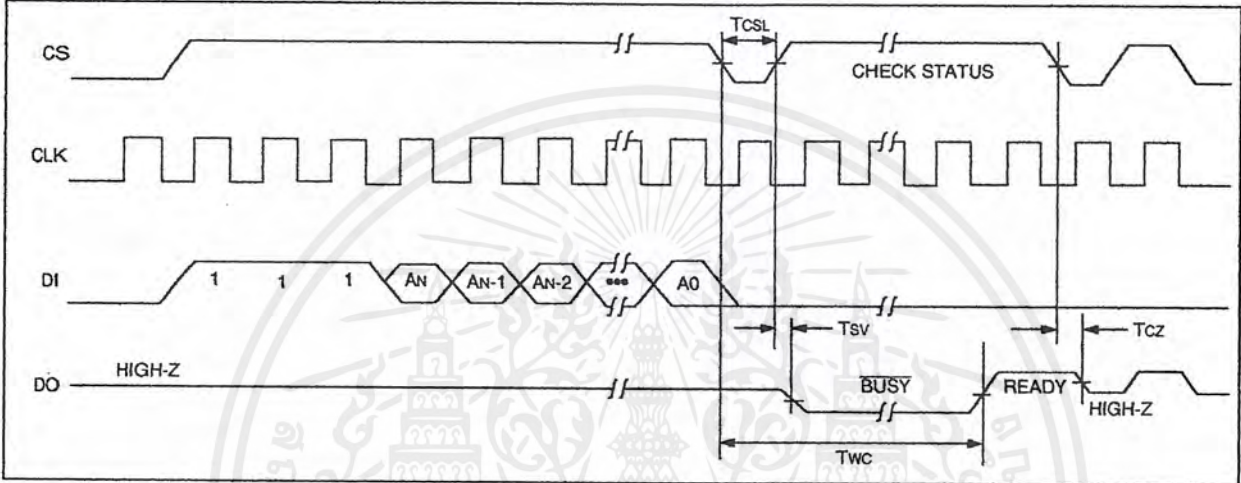 TCSL
CS
CHECK STATUS
CLK
DI
1 1 1 AN AN-1 AN-2 ••• A0
TSV
TCZ
DO
HIGH-Z
BUSY
READY
HIGH-Z
TWC